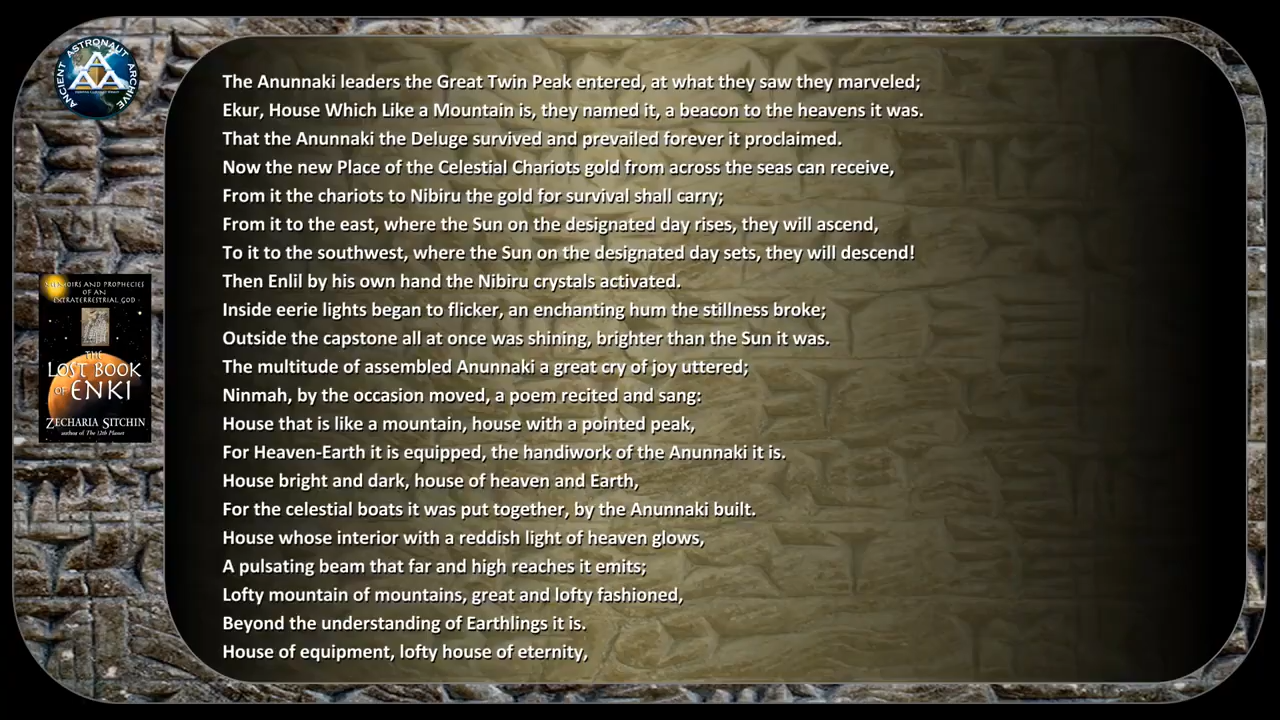 ANCIENT ASTRONAUT ARCHIVE
The Anunnaki leaders the Great Twin Peak entered, at what they saw they marveled;
Ekur, House Which Like a Mountain is, they named it, a beacon to the heavens it was.
That the Anunnaki the Deluge survived and prevailed forever it proclaimed.
Now the new Place of the Celestial Chariots gold from across the seas can receive,
From it the chariots to Nibiru the gold for survival shall carry;
From it to the east, where the Sun on the designated day rises, they will ascend,
To it to the southwest, where the Sun on the designated day sets, they will descend!
Then Enlil by his own hand the Nibiru crystals activated.
Inside eerie lights began to flicker, an enchanting hum the stillness broke;
Outside the capstone all at once was shining, brighter than the Sun it was.
The multitude of assembled Anunnaki a great cry of joy uttered;
Ninmah, by the occasion moved, a poem recited and sang:
House that is like a mountain, house with a pointed peak,
For Heaven-Earth it is equipped, the handiwork of the Anunnaki it is.
House bright and dark, house of heaven and Earth,
For the celestial boats it was put together, by the Anunnaki built.
House whose interior with a reddish light of heaven glows,
A pulsating beam that far and high reaches it emits;
Lofty mountain of mountains, great and lofty fashioned,
Beyond the understanding of Earthlings it is.
House of equipment, lofty house of eternity,
MEMOIRS AND PROPHECIES
OF AN
EXTRATERRESTRIAL GOD
THE
LOST BOOK
OF ENKI
ZECHARIA SITCHIN
author of The 12th Planet